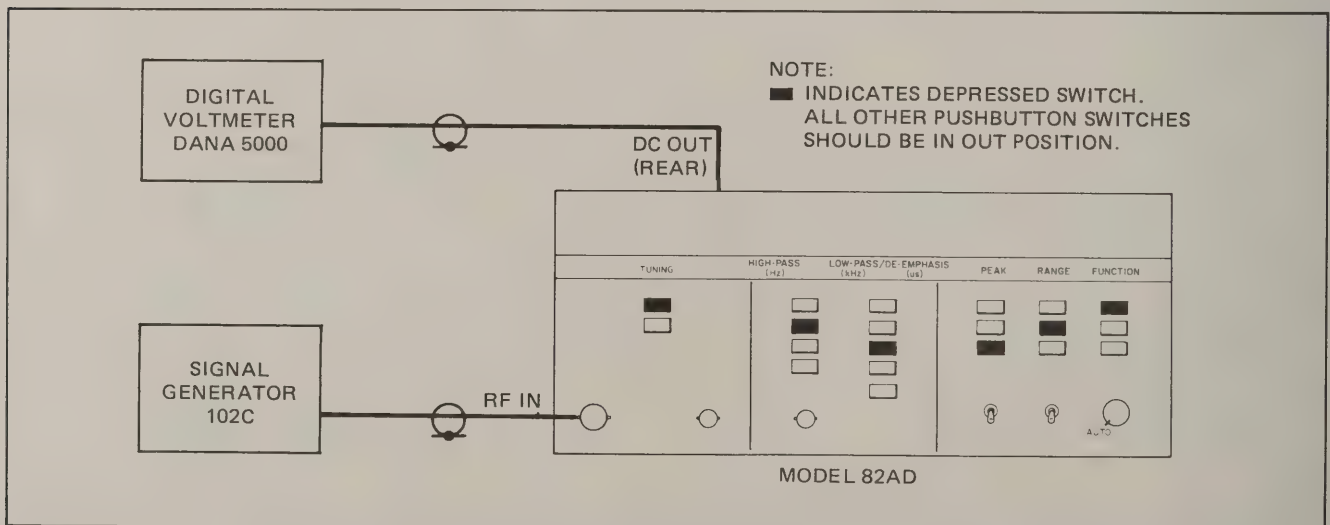 DIGITAL
VOLTMETER
DANA 5000
NOTE:
INDICATES DEPRESSED SWITCH.
ALL OTHER PUSHBUTTON SWITCHES
SHOULD BE IN OUT POSITION.
DC OUT
(REAR)
TUNING
HIGH-PASS
(Hz)
LOW-PASS/DE-EMPHASIS
(kHz) (us)
PEAK
RANGE
FUNCTION
SIGNAL
GENERATOR
102C
RF IN
AUTO
MODEL 82AD